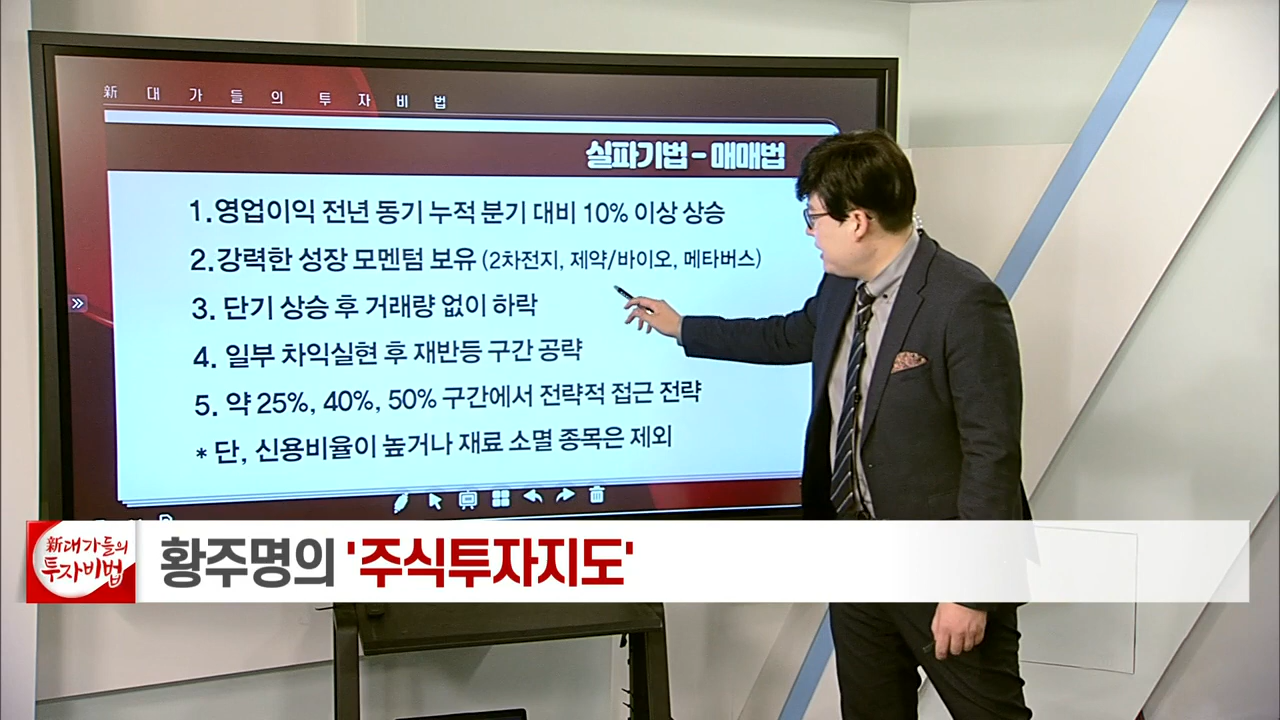 新 대 가 들 의 투 자 비 법
실파기법 - 매매법
1. 영업이익 전년 동기 누적 분기 대비 10% 이상 상승
2. 강력한 성장 모멘텀 보유 (2차전지, 제약/바이오, 메타버스)
3. 단기 상승 후 거래량 없이 하락
4. 일부 차익실현 후 재반등 구간 공략
5. 약 25%, 40%, 50% 구간에서 전략적 접근 전략
* 단, 신용비율이 높거나 재료 소멸 종목은 제외
新대가들의
투자비법
황주명의 '주식투자지도'